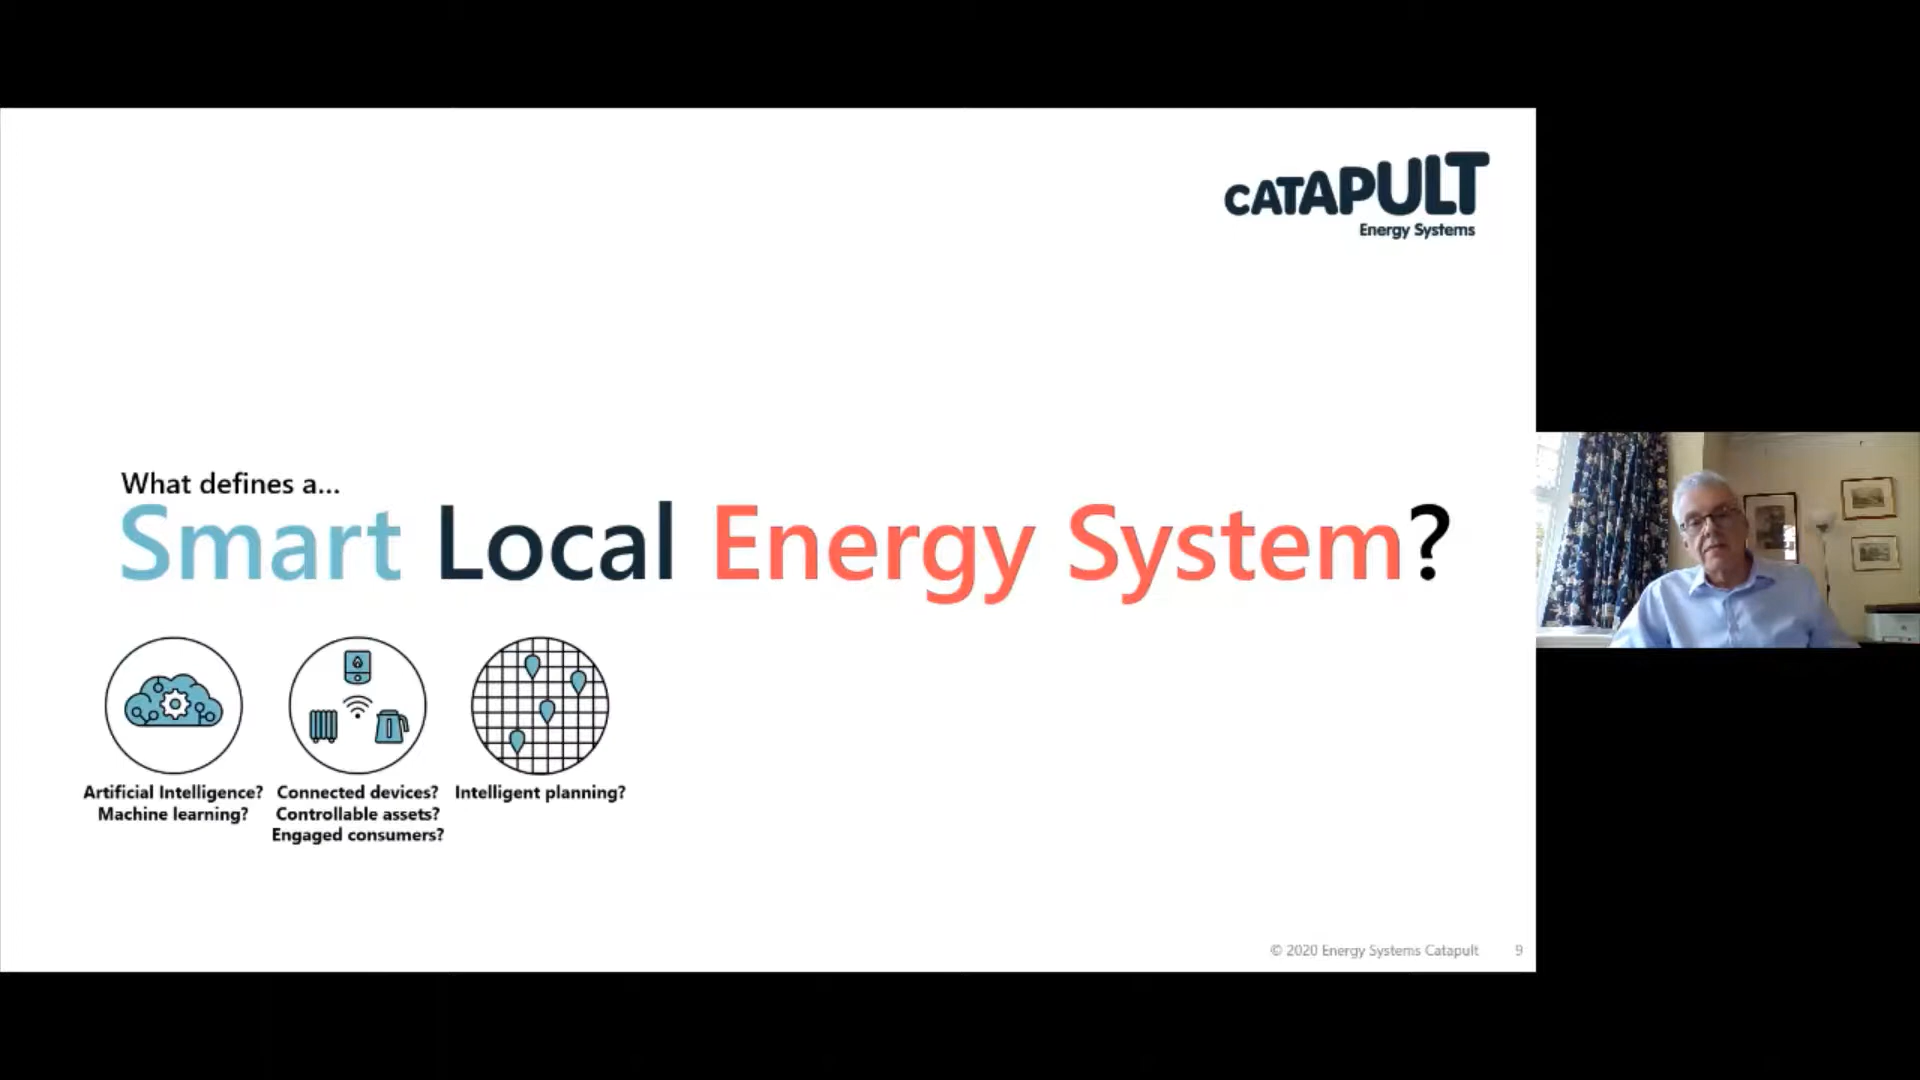 CATAPULT
Energy Systems
What defines a...
Smart Local Energy System?
Artificial Intelligence?
Machine learning?
Connected devices?
Controllable assets?
Engaged consumers?
Intelligent planning?
© 2020 Energy Systems Catapult 9